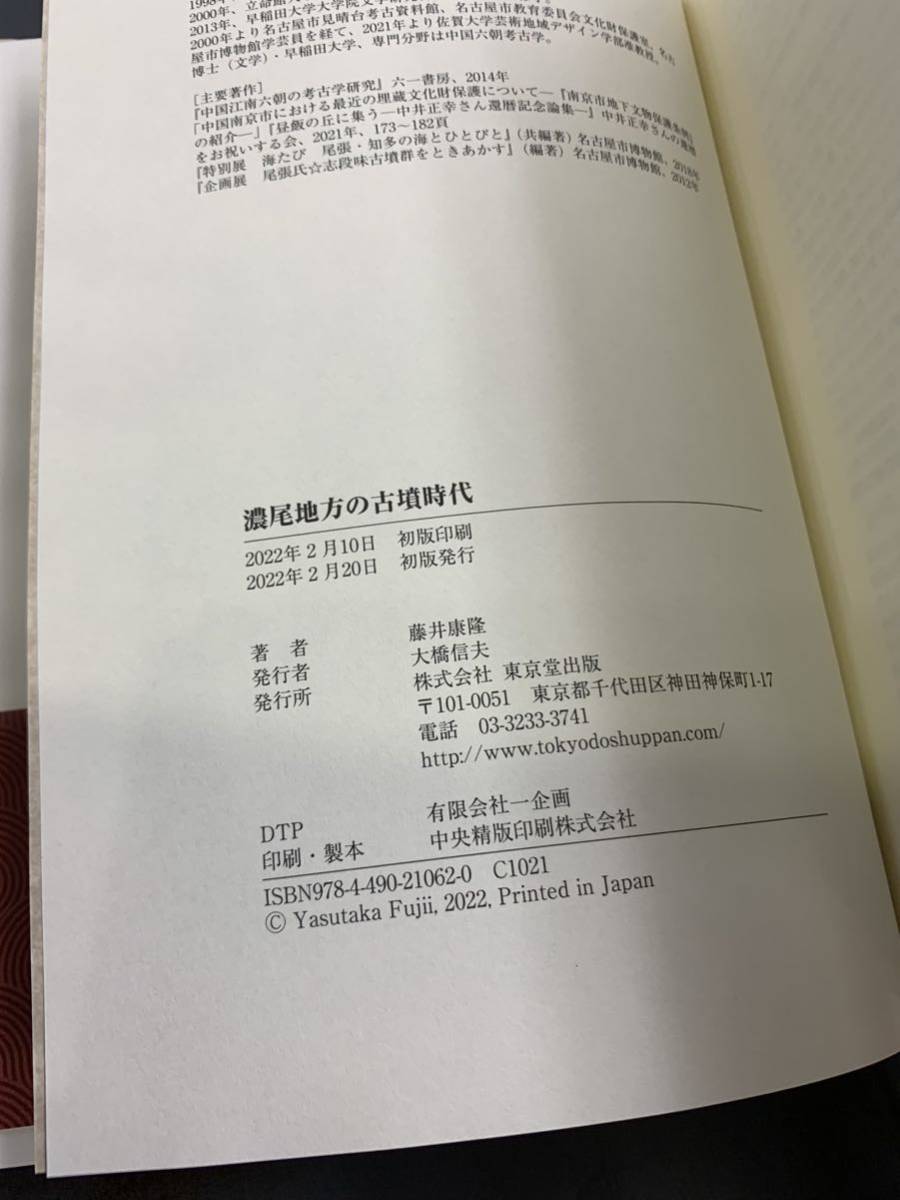 1998年
2000年、立命館大学大学院文学研
2013年、早稲田大学大学院文学研
2000年より名古屋市見晴台考古資料館、名古屋市教育委員会文化財保護室、名古
屋市博物館学芸員を経て、2021年より佐賀大学芸術地域デザイン学部准教授。
博士（文学）・早稲田大学、専門分野は中国六朝考古学。
［主要著作］
『中国江南六朝の考古学研究』六一書房、2014年
「中国南京市における最近の埋蔵文化財保護について―『南京市地下文物保護条例』
の紹介―」『昼飯の丘に集う―中井正幸さん還暦記念論集―』中井正幸さんの還暦
をお祝いする会、2021年、173～182頁
『特別展　海たび　尾張・知多の海とひとびと』（共編著）名古屋市博物館、2018年
『企画展　尾張氏☆志段味古墳群をときあかす』（編著）名古屋市博物館、2012年
濃尾地方の古墳時代
2022年2月10日　初版印刷
2022年2月20日　初版発行
著　者　藤井康隆
発行者　大橋信夫
発行所　株式会社 東京堂出版
〒101-0051　東京都千代田区神田神保町1-17
電話　03-3233-3741
http://www.tokyodoshuppan.com/
DTP　有限会社一企画
印刷・製本　中央精版印刷株式会社
ISBN978-4-490-21062-0　C1021
© Yasutaka Fujii, 2022, Printed in Japan